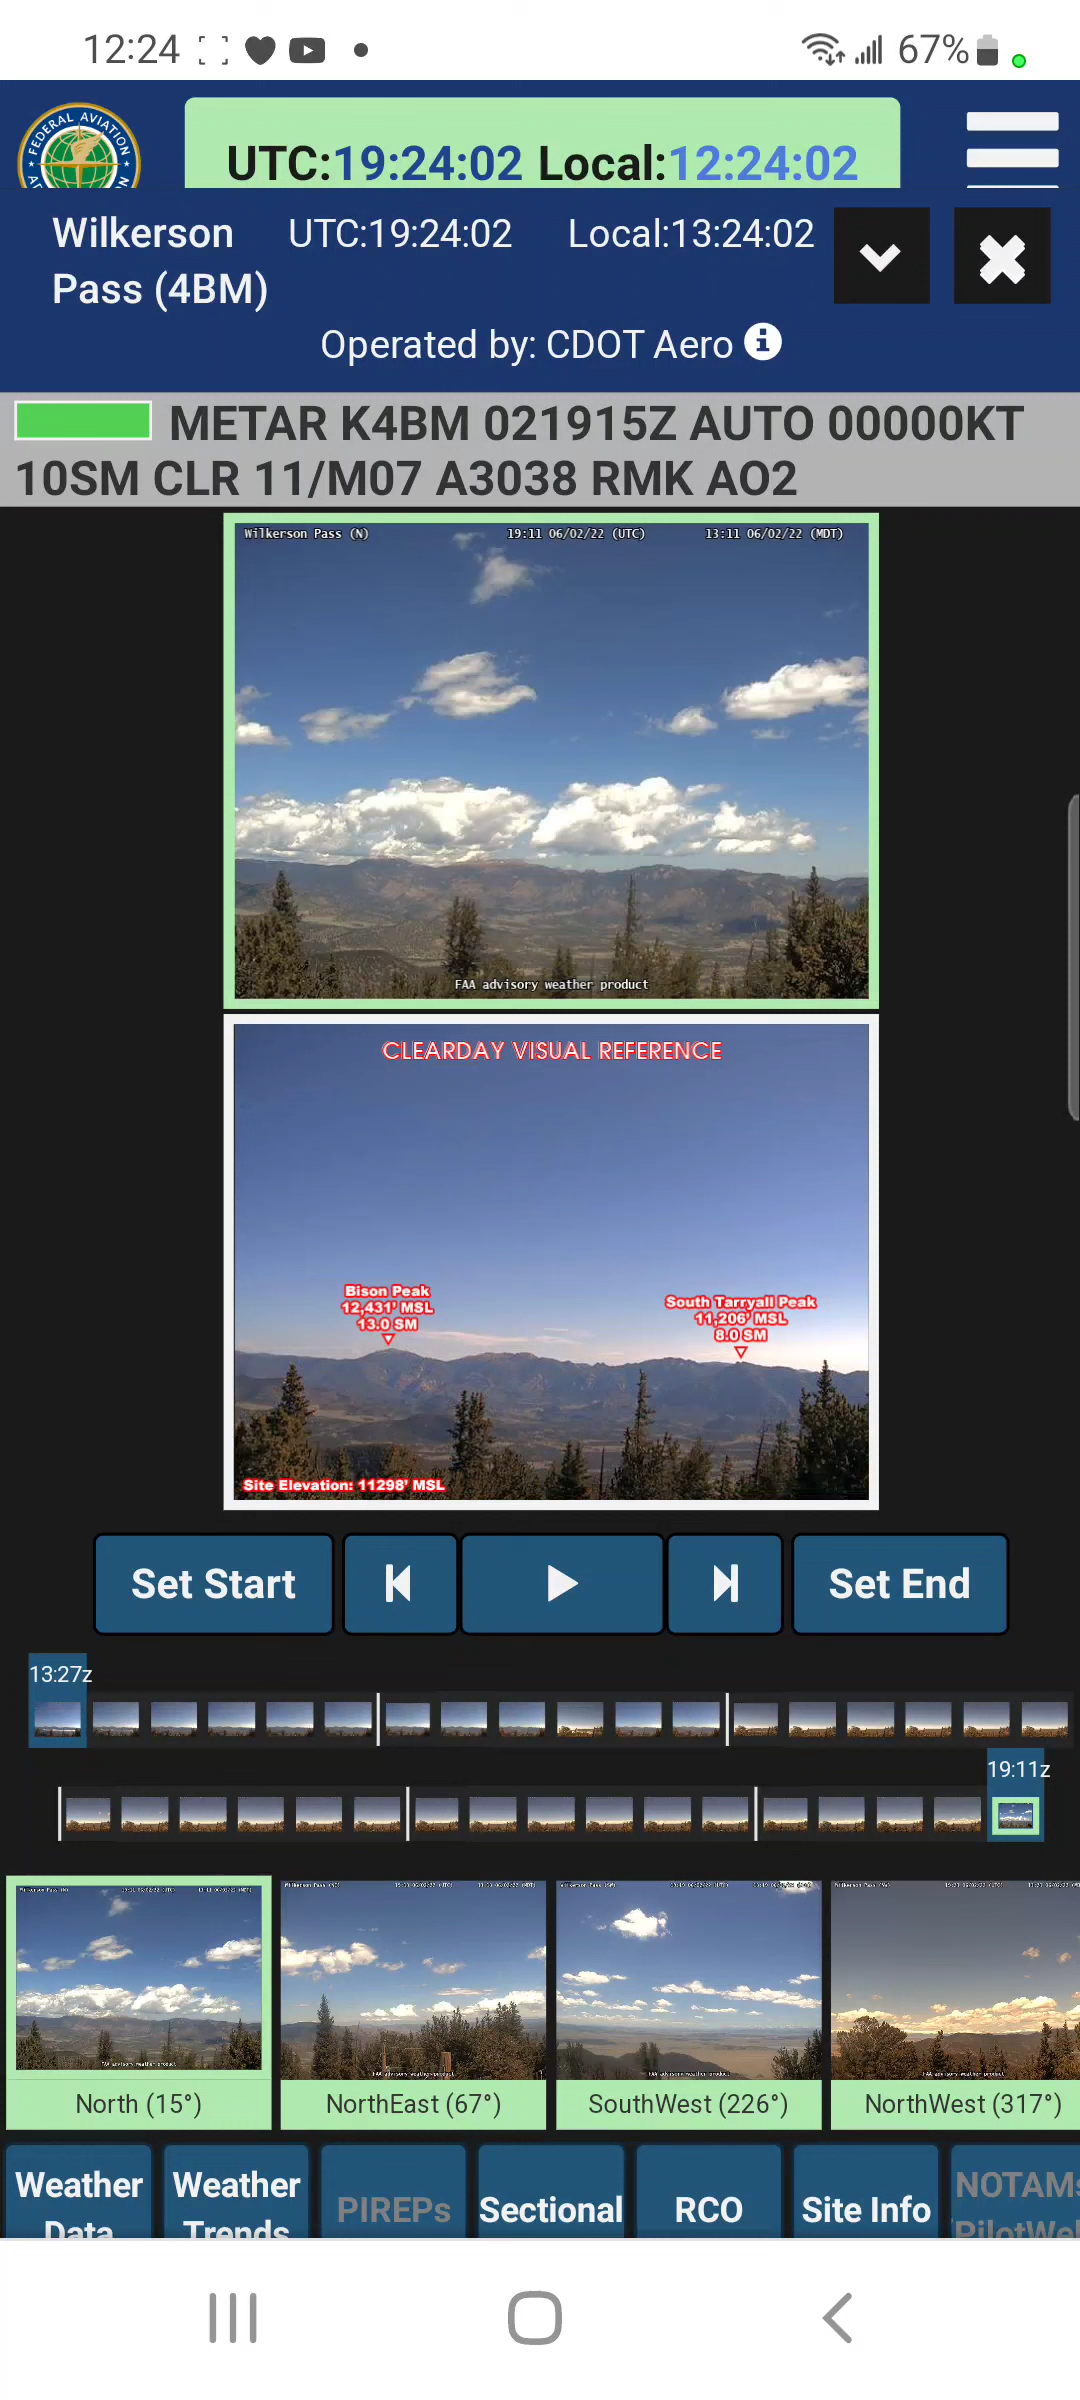 12:24
67%
FEDERAL AVIATION
UTC:19:24:02 Local:12:24:02
Wilkerson Pass (4BM)
UTC:19:24:02 Local:13:24:02
Operated by: CDOT Aero
METAR K4BM 021915Z AUTO 00000KT
10SM CLR 11/M07 A3038 RMK AO2
Wilkerson Pass (N) 19:11 06/02/22 (UTC) 13:11 06/02/22 (MDT)
FAA advisory weather product
CLEARDAY VISUAL REFERENCE
Bison Peak
12,431' MSL
13.0 SM
South Tarryall Peak
11,206' MSL
8.0 SM
Site Elevation: 11298' MSL
Set Start
Set End
13:27z
19:11z
North (15°)
NorthEast (67°)
SouthWest (226°)
NorthWest (317°)
Weather Data
Weather Trends
PIREPs
Sectional
RCO
Site Info
NOTAMs